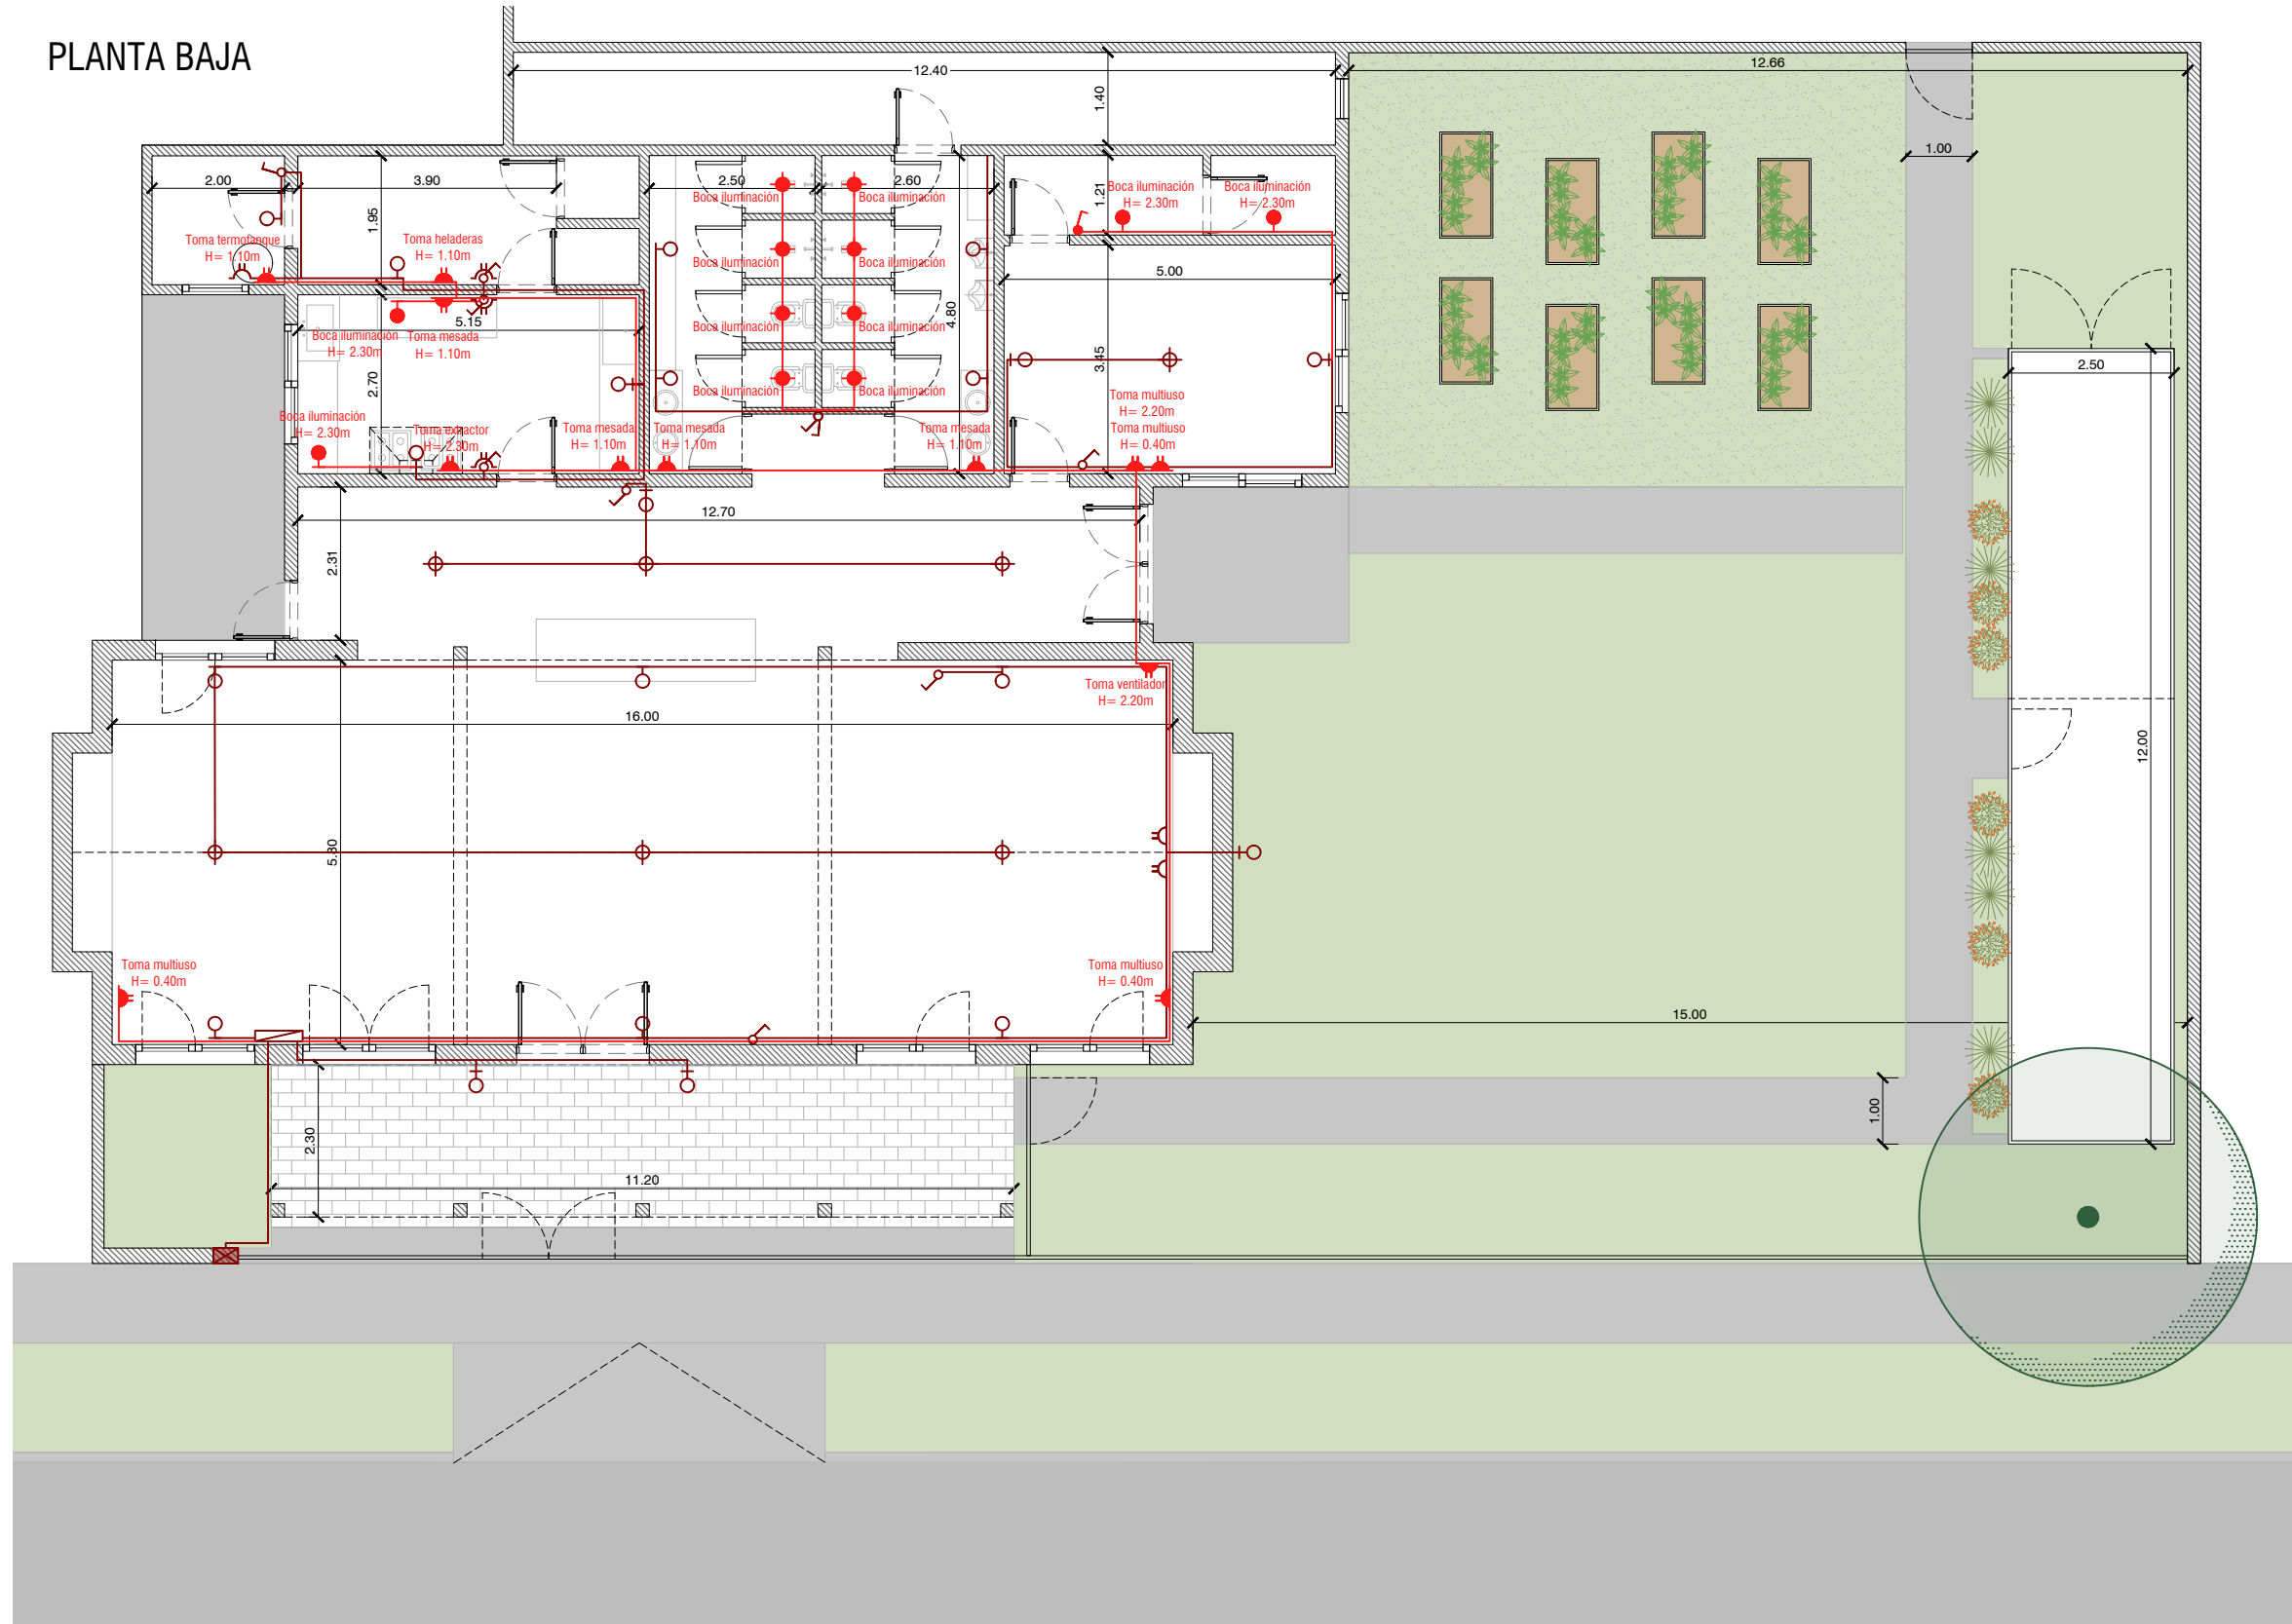 PLANTA BAJA
12.40
12.66
1.40
1.00
2.00
3.90
2.50
2.60
1.95
1.21
Boca iluminación
Boca iluminación
Boca iluminación
H= 2.30m
Boca iluminación
H= 2.30m
Toma termotanque
H= 1.10m
Toma heladeras
H= 1.10m
Boca iluminación
Boca iluminación
5.00
5.15
4.80
Boca iluminación
H= 2.30m
Toma mesada
H= 1.10m
Boca iluminación
Boca iluminación
3.45
2.50
2.70
Boca iluminación
Boca iluminación
Toma multiuso
H= 2.20m
Toma multiuso
H= 0.40m
Boca iluminación
H= 2.30m
Toma extractor
H= 2.30m
Toma mesada
H= 1.10m
Toma mesada
H= 1.10m
Toma mesada
H= 1.10m
12.70
2.31
Toma ventilador
H= 2.20m
16.00
12.00
5.80
Toma multiuso
H= 0.40m
Toma multiuso
H= 0.40m
15.00
1.00
2.30
11.20